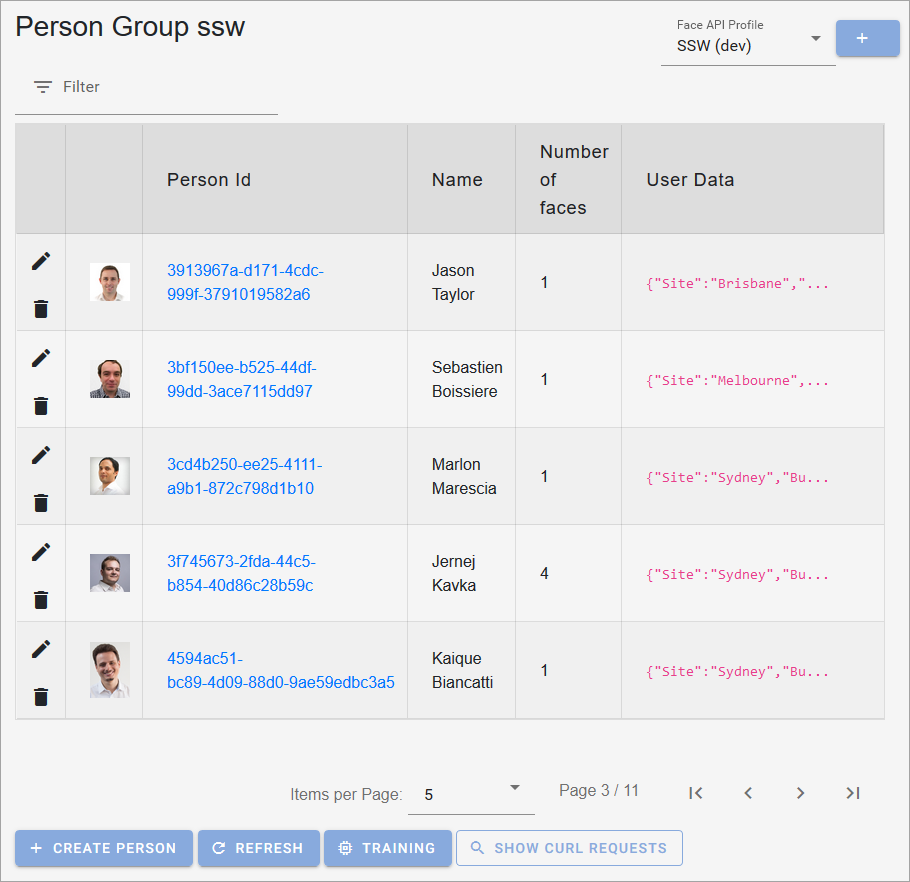 Person Group ssw
Face API Profile
SSW (dev)
Filter
Person Id
Name
Number
of
faces
User Data
3913967a-d171-4cdc-
999f-3791019582a6
Jason
Taylor
1
{"Site":"Brisbane","...
3bf150ee-b525-44df-
99dd-3ace7115dd97
Sebastien
Boissiere
1
{"Site":"Melbourne",...
3cd4b250-ee25-4111-
a9b1-872c798d1b10
Marlon
Marescia
1
{"Site":"Sydney","Bu...
3f745673-2fda-44c5-
b854-40d86c28b59c
Jernej
Kavka
4
{"Site":"Sydney","Bu...
4594ac51-
bc89-4d09-88d0-9ae59edbc3a5
Kaique
Biancatti
1
{"Site":"Sydney","Bu...
Items per Page: 5
Page 3 / 11
CREATE PERSON
REFRESH
TRAINING
SHOW CURL REQUESTS